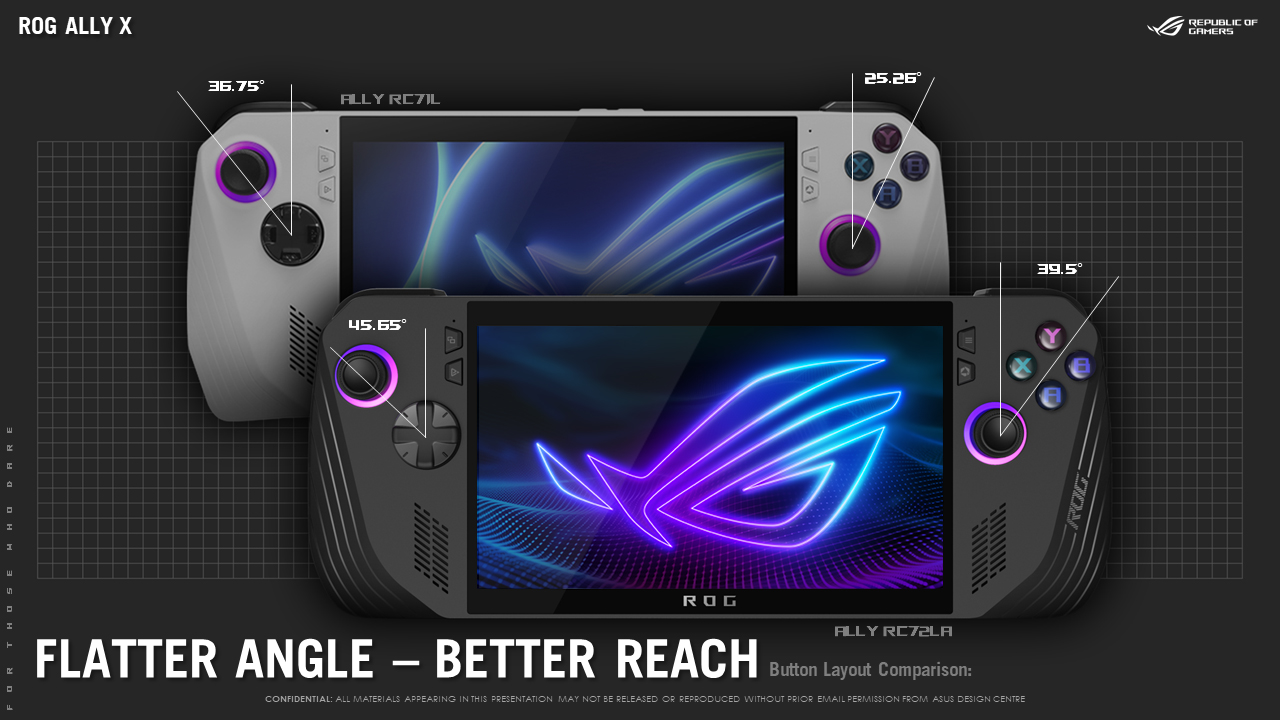 ROG ALLY X
REPUBLIC OF
GAMERS
36.75°
25.26°
ALLY RC71L
Y
X
B
A
39.5°
45.65°
Y
X
B
A
ROG
ROG
ALLY RC72LA
FLATTER ANGLE – BETTER REACH
Button Layout Comparison:
CONFIDENTIAL: ALL MATERIALS APPEARING IN THIS PRESENTATION MAY NOT BE RELEASED OR REPRODUCED WITHOUT PRIOR EMAIL PERMISSION FROM ASUS DESIGN CENTRE
FOR THOSE WHO DARE